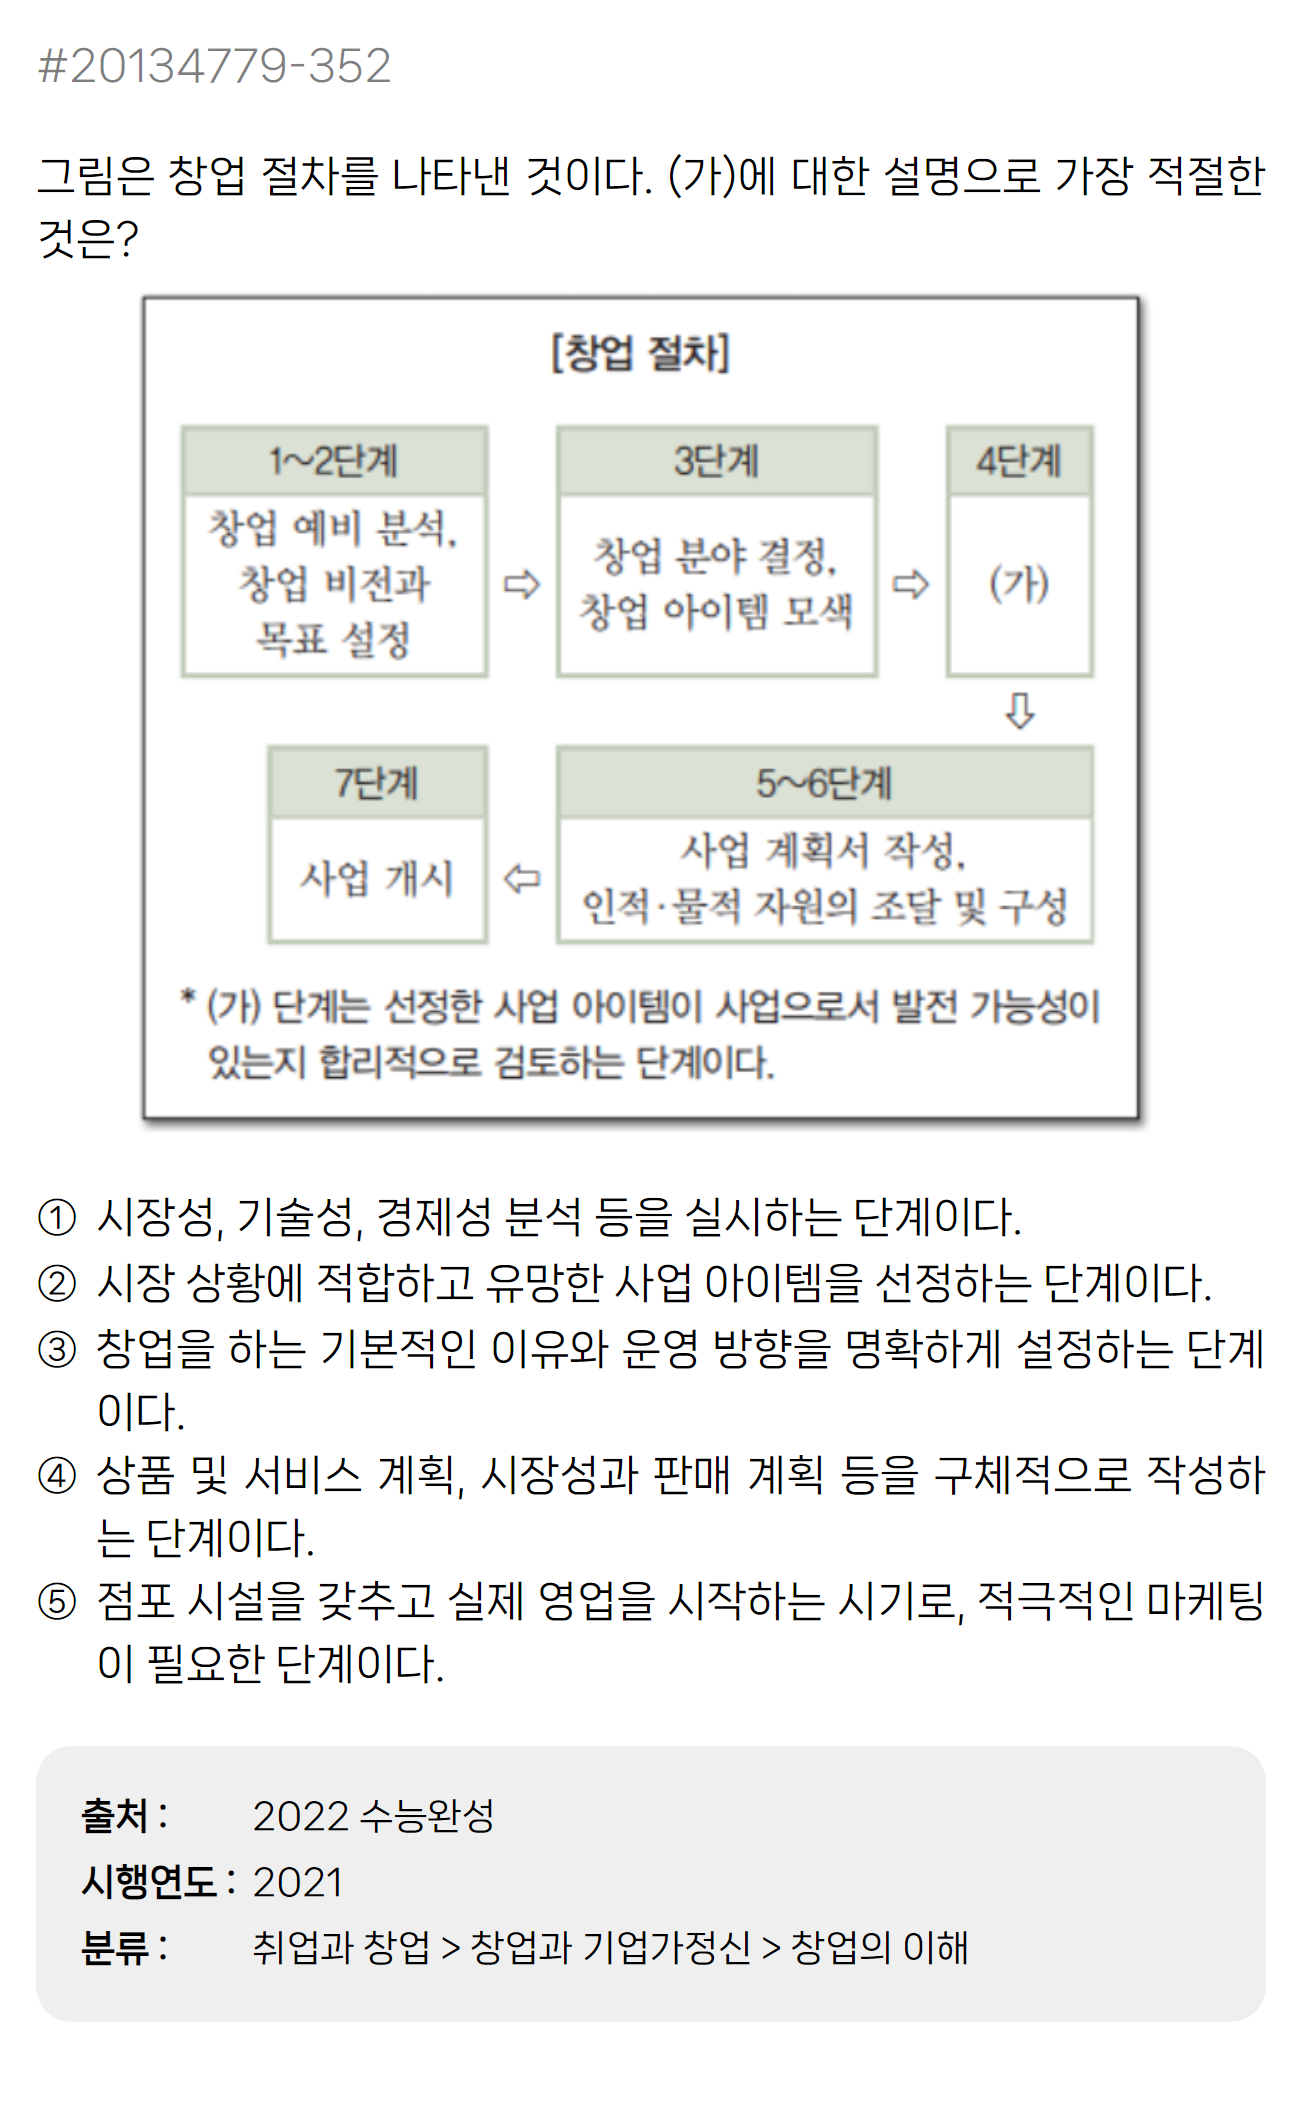 #20134779-352
그림은 창업 절차를 나타낸 것이다. (가)에 대한 설명으로 가장 적절한
것은?
[창업 절차]
1~2단계
창업 예비 분석,
창업 비전과
목표 설정
3단계
창업 분야 결정,
창업 아이템 모색
4단계
(가)
7단계
사업 개시
5~6단계
사업 계획서 작성,
인적·물적 자원의 조달 및 구성
* (가) 단계는 선정한 사업 아이템이 사업으로서 발전 가능성이
있는지 합리적으로 검토하는 단계이다.
① 시장성, 기술성, 경제성 분석 등을 실시하는 단계이다.
② 시장 상황에 적합하고 유망한 사업 아이템을 선정하는 단계이다.
③ 창업을 하는 기본적인 이유와 운영 방향을 명확하게 설정하는 단계
이다.
④ 상품 및 서비스 계획, 시장성과 판매 계획 등을 구체적으로 작성하
는 단계이다.
⑤ 점포 시설을 갖추고 실제 영업을 시작하는 시기로, 적극적인 마케팅
이 필요한 단계이다.
출처 : 2022 수능완성
시행연도 : 2021
분류 : 취업과 창업 > 창업과 기업가정신 > 창업의 이해